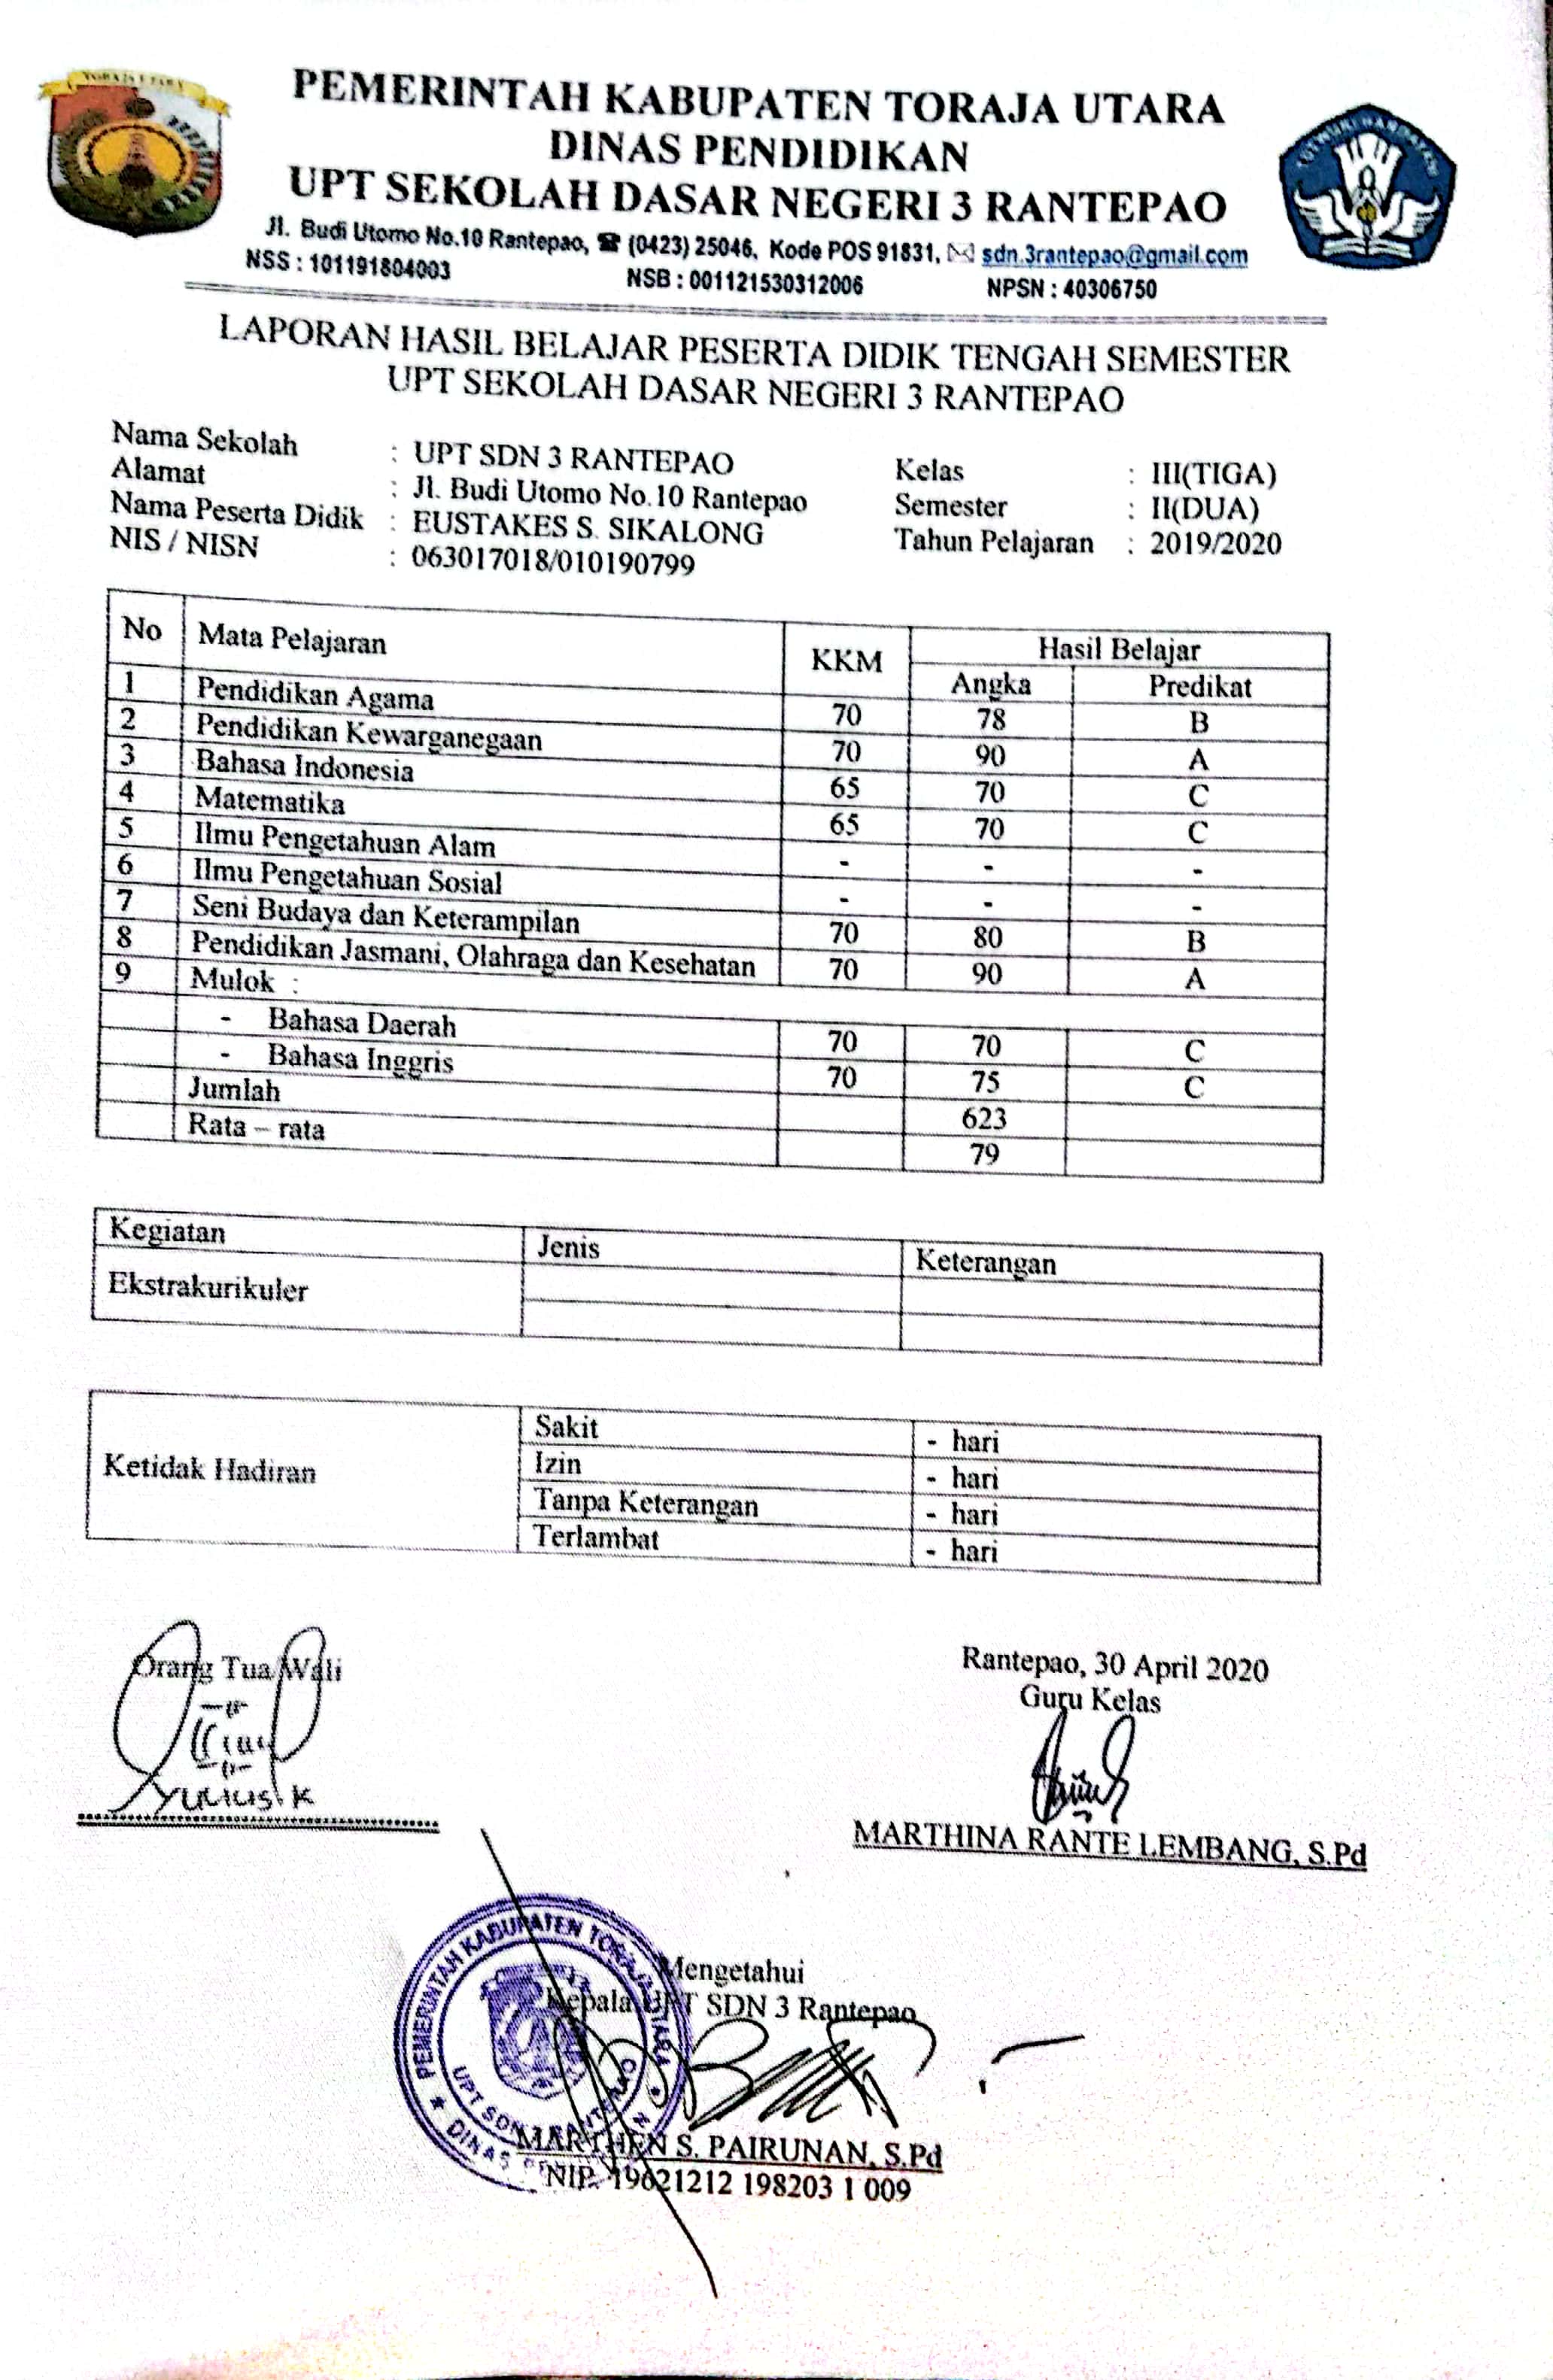 TORAJA UTARA
TUT WURI HANDAYANI
PEMERINTAH KABUPATEN TORAJA UTARA
DINAS PENDIDIKAN
UPT SEKOLAH DASAR NEGERI 3 RANTEPAO
Jl. Budi Utomo No.10 Rantepao, ☎ (0423) 25046, Kode POS 91831, ✉ sdn.3rantepao@gmail.com
NSS : 101191804003 NSB : 001121530312006 NPSN : 40306750
LAPORAN HASIL BELAJAR PESERTA DIDIK TENGAH SEMESTER
UPT SEKOLAH DASAR NEGERI 3 RANTEPAO
Nama Sekolah : UPT SDN 3 RANTEPAO Kelas : III(TIGA)
Alamat : Jl. Budi Utomo No.10 Rantepao Semester : II(DUA)
Nama Peserta Didik : EUSTAKES S. SIKALONG Tahun Pelajaran : 2019/2020
NIS / NISN : 063017018/010190799
No Mata Pelajaran KKM Hasil Belajar
Angka Predikat
1 Pendidikan Agama 70 78 B
2 Pendidikan Kewarganegaan 70 90 A
3 Bahasa Indonesia 65 70 C
4 Matematika 65 70 C
5 Ilmu Pengetahuan Alam - - -
6 Ilmu Pengetahuan Sosial - - -
7 Seni Budaya dan Keterampilan 70 80 B
8 Pendidikan Jasmani, Olahraga dan Kesehatan 70 90 A
9 Mulok :
- Bahasa Daerah 70 70 C
- Bahasa Inggris 70 75 C
Jumlah 623
Rata – rata 79
Kegiatan Jenis Keterangan
Ekstrakurikuler
Ketidak Hadiran
Sakit - hari
Izin - hari
Tanpa Keterangan - hari
Terlambat - hari
Orang Tua/Wali
Rantepao, 30 April 2020
Guru Kelas
MARTHINA RANTE LEMBANG, S.Pd
Mengetahui
Kepala UPT SDN 3 Rantepao
PEMERINTAH KABUPATEN TORAJA UTARA
UPT SDN 3 RANTEPAO
DINAS PENDIDIKAN
MARTHEN S. PAIRUNAN, S.Pd
NIP. 19621212 198203 1 009